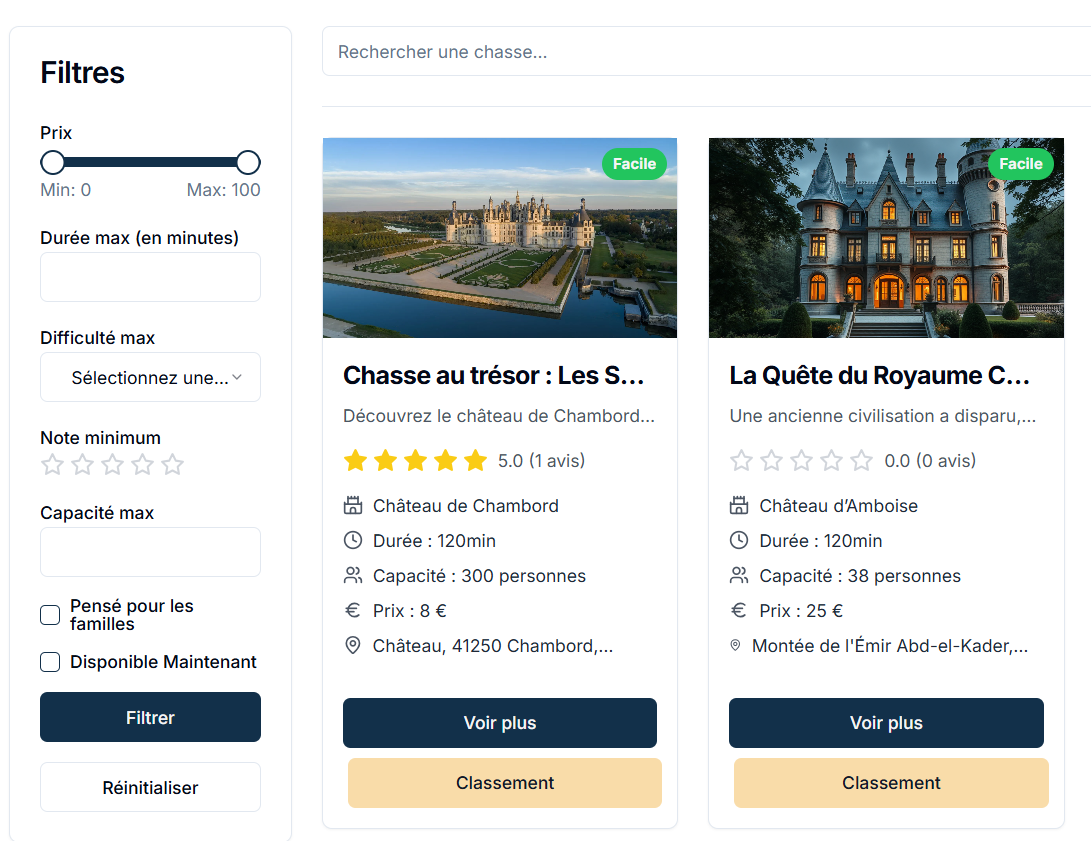 Filtres
Prix
Min: 0 Max: 100
Durée max (en minutes)
Difficulté max
Sélectionnez une...
Note minimum
Capacité max
Pensé pour les
familles
Disponible Maintenant
Filtrer
Réinitialiser
Rechercher une chasse...
Facile
Chasse au trésor : Les S...
Découvrez le château de Chambord...
5.0 (1 avis)
Château de Chambord
Durée : 120min
Capacité : 300 personnes
Prix : 8 €
Château, 41250 Chambord,...
Voir plus
Classement
Facile
La Quête du Royaume C...
Une ancienne civilisation a disparu,...
0.0 (0 avis)
Château d’Amboise
Durée : 120min
Capacité : 38 personnes
Prix : 25 €
Montée de l'Émir Abd-el-Kader,...
Voir plus
Classement